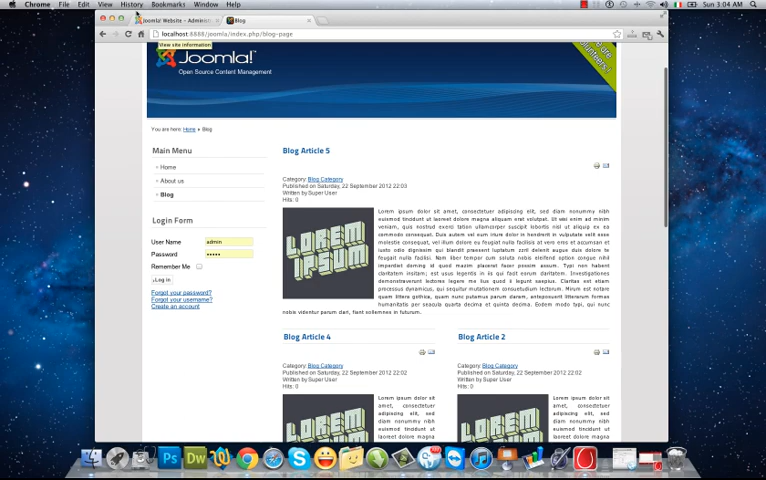 Chrome File Edit View History Bookmarks Window Help
Sun 3:04 AM
Joomla! Website - Administ
Blog
localhost:8888/joomla/index.php/blog-page
View site information
Joomla!
Open Source Content Management
volunteers!
You are here: Home Blog
Main Menu
Home
About us
Blog
Login Form
User Name admin
Password
Remember Me
Log in
Forgot your password?
Forgot your username?
Create an account
Blog Article 5
Category: Blog Category
Published on Saturday, 22 September 2012 22:03
Written by Super User
Hits: 0
LOREM
IPSUM
Lorem ipsum dolor sit amet, consectetuer adipiscing elit, sed diam nonummy nibh
euismod tincidunt ut laoreet dolore magna aliquam erat volutpat. Ut wisi enim ad minim
veniam, quis nostrud exerci tation ullamcorper suscipit lobortis nisl ut aliquip ex ea
commodo consequat. Duis autem vel eum iriure dolor in hendrerit in vulputate velit esse
molestie consequat, vel illum dolore eu feugiat nulla facilisis at vero eros et accumsan et
iusto odio dignissim qui blandit praesent luptatum zzril delenit augue duis dolore te
feugait nulla facilisi. Nam liber tempor cum soluta nobis eleifend option congue nihil
imperdiet doming id quod mazim placerat facer possim assum. Typi non habent
claritatem insitam; est usus legentis in iis qui facit eorum claritatem. Investigationes
demonstraverunt lectores legere me lius quod ii legunt saepius. Claritas est etiam
processus dynamicus, qui sequitur mutationem consuetudium lectorum. Mirum est notare
quam littera gothica, quam nunc putamus parum claram, anteposuerit litterarum formas
humanitatis per seacula quarta decima et quinta decima. Eodem modo typi, qui nunc
nobis videntur parum clari, fiant sollemnes in futurum.
Blog Article 4
Category: Blog Category
Published on Saturday, 22 September 2012 22:02
Written by Super User
Hits: 0
LOREM
Lorem ipsum dolor sit
amet, consectetuer
adipiscing elit, sed
diam nonummy nibh
euismod tincidunt ut
laoreet dolore magna
Blog Article 2
Category: Blog Category
Published on Saturday, 22 September 2012 22:02
Written by Super User
Hits: 0
LOREM
Lorem ipsum dolor sit
amet, consectetuer
adipiscing elit, sed
diam nonummy nibh
euismod tincidunt ut
laoreet dolore magna
Ps
Dw